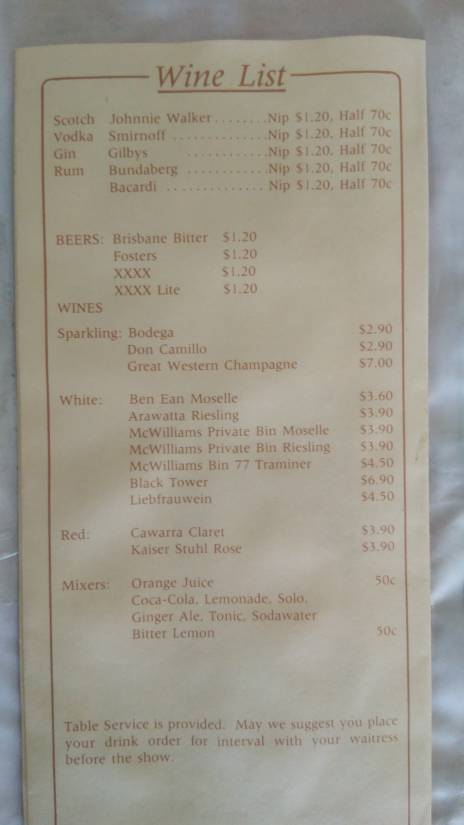 Wine List
Scotch Johnnie Walker........Nip $1.20, Half 70c
Vodka Smirnoff ..............Nip $1.20, Half 70c
Gin Gilbys ...........Nip $1.20, Half 70c
Rum Bundaberg ...........Nip $1.20, Half 70c
Bacardi .............. Nip $1.20, Half 70c
BEERS: Brisbane Bitter $1.20
Fosters $1.20
XXXX $1.20
XXXX Lite $1.20
WINES
Sparkling: Bodega $2.90
Don Camillo $2.90
Great Western Champagne $7.00
White: Ben Ean Moselle $3.60
Arawatta Riesling $3.90
McWilliams Private Bin Moselle $3.90
McWilliams Private Bin Riesling $3.90
McWilliams Bin 77 Traminer $4.50
Black Tower $6.90
Liebfrauwein $4.50
Red: Cawarra Claret $3.90
Kaiser Stuhl Rose $3.90
Mixers: Orange Juice 50c
Coca-Cola, Lemonade, Solo,
Ginger Ale, Tonic, Sodawater
Bitter Lemon 50c
Table Service is provided. May we suggest you place
your drink order for interval with your waitress
before the show.